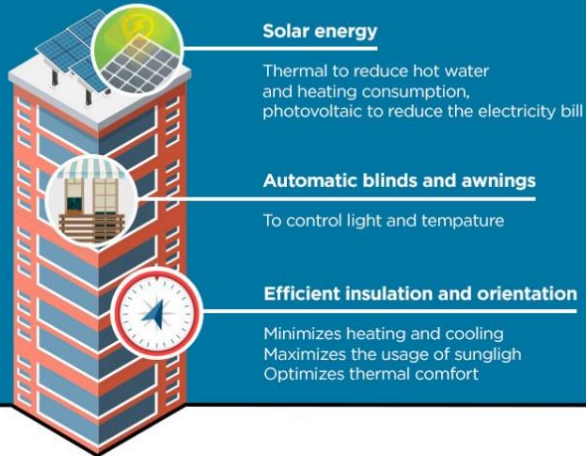 Solar energy
Thermal to reduce hot water
and heating consumption,
photovoltaic to reduce the electricity bill
Automatic blinds and awnings
To control light and tempature
Efficient insulation and orientation
Minimizes heating and cooling
Maximizes the usage of sungligh
Optimizes thermal comfort